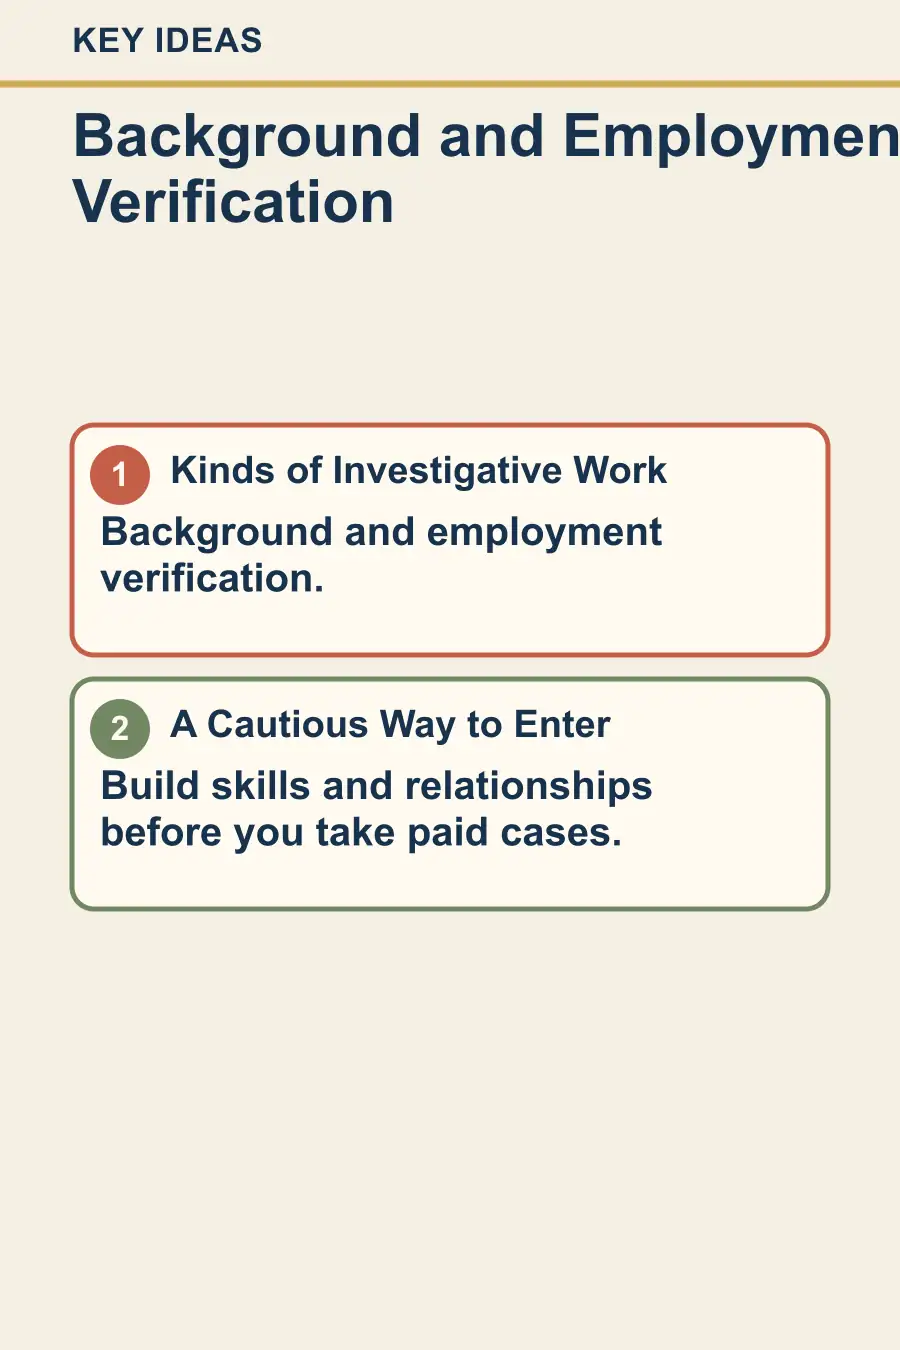 KEY IDEAS
Background and Employmen
Verification
1 Kinds of Investigative Work
Background and employment
verification.
2 A Cautious Way to Enter
Build skills and relationships
before you take paid cases.